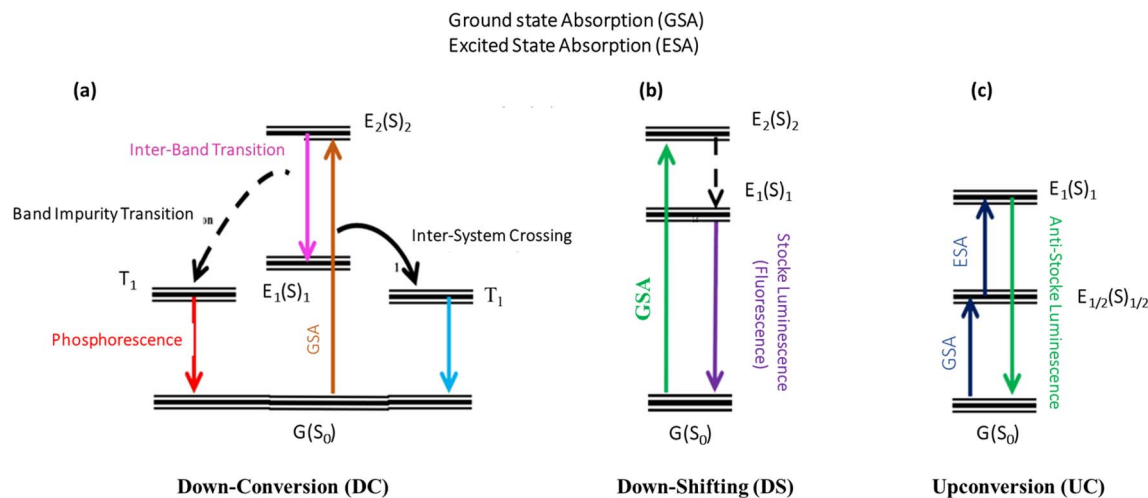 Ground state Absorption (GSA)
Excited State Absorption (ESA)
(a)
E2(S)2
Inter-Band Transition
Band Impurity Transition
on
Inter-System Crossing
1
T1
E1(S)1
T1
Phosphorescence
GSA
G(S0)
Down-Conversion (DC)
(b)
E2(S)2
E1(S)1
GSA
Stocke Luminescence
(Fluorescence)
G(S0)
Down-Shifting (DS)
(c)
E1(S)1
ESA
Anti-Stocke Luminescence
E1/2(S)1/2
GSA
G(S0)
Upconversion (UC)